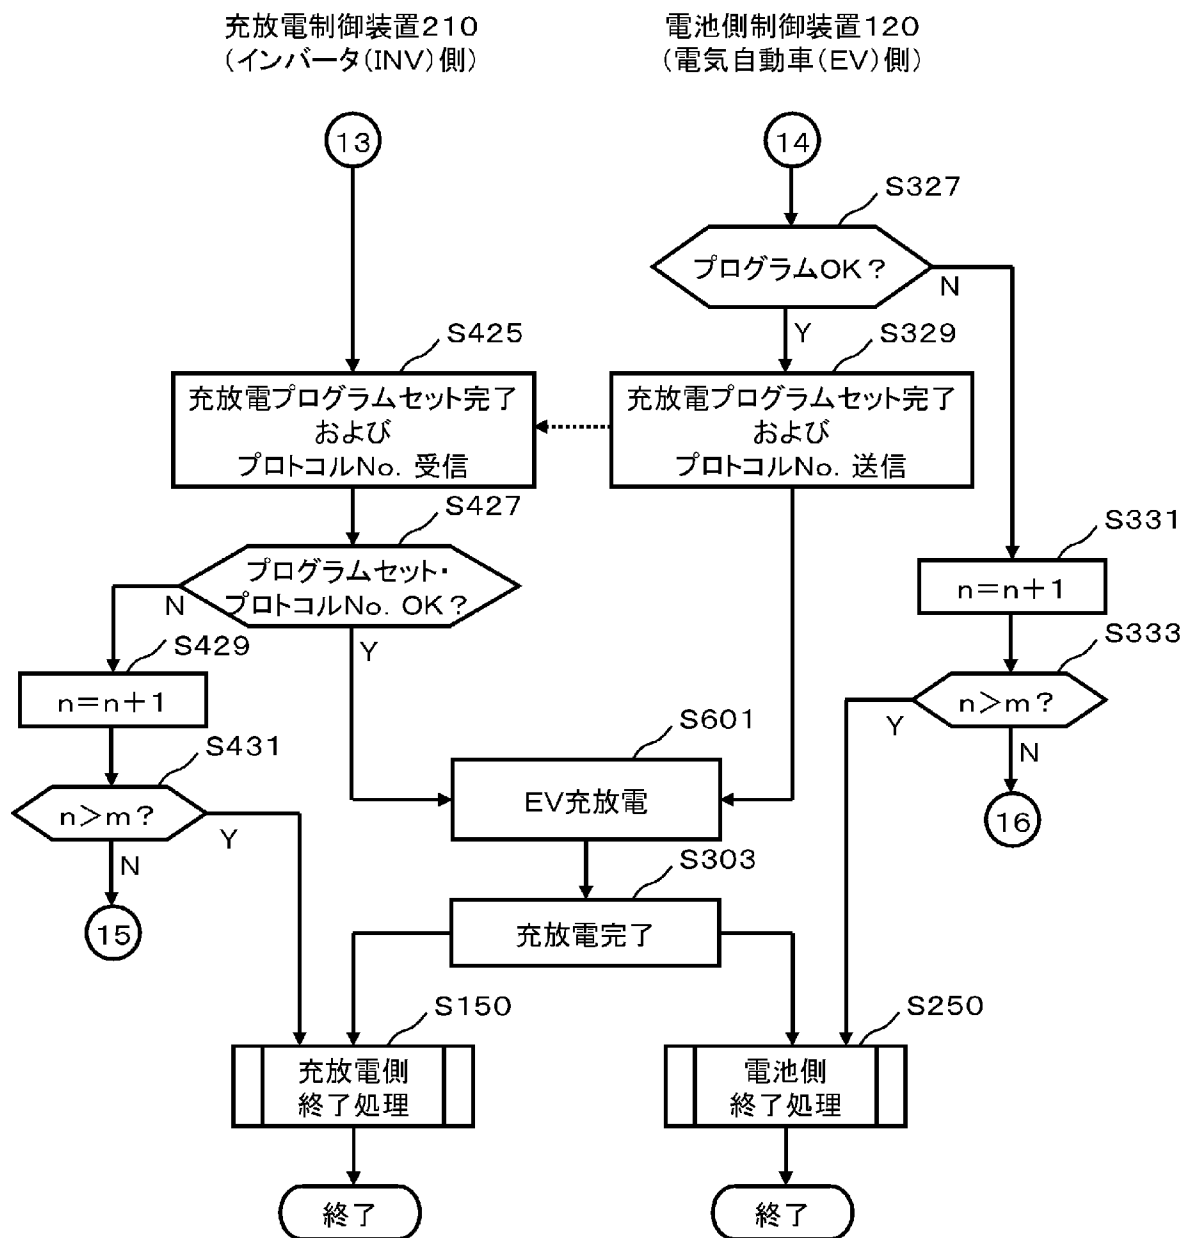 充放電制御装置210
(インバータ(INV)側)
電池側制御装置120
(電気自動車(EV)側)
13
14
S327
プログラムOK?
N
Y
S425
充放電プログラムセット完了
および
プロトコルNo. 受信
S329
充放電プログラムセット完了
および
プロトコルNo. 送信
S427
プログラムセット・
プロトコルNo. OK?
N
Y
S331
n=n+1
S333
n>m?
Y
N
16
S429
n=n+1
S431
n>m?
Y
N
15
S601
EV充放電
S303
充放電完了
S150
充放電側
終了処理
S250
電池側
終了処理
終了
終了